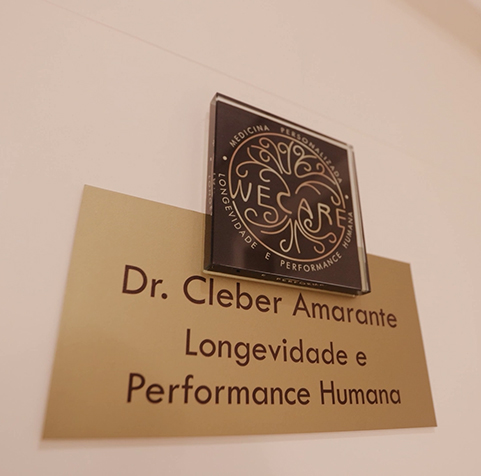 MEDICINA PERSONALIZADA
WECARE
LONGEVIDADE E PERFORMANCE HUMANA
Dr. Cleber Amarante
Longevidade e
Performance Humana